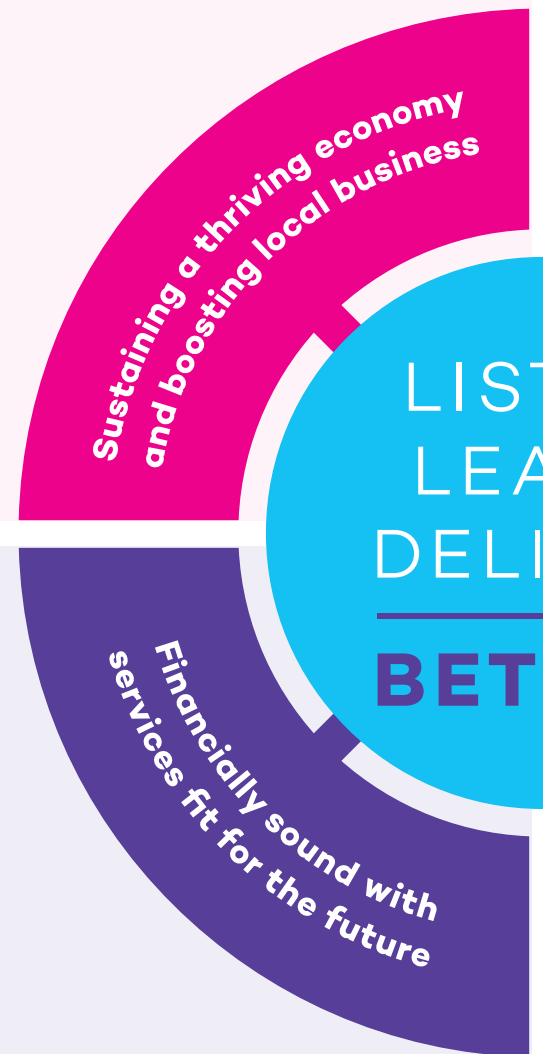 Sustaining a thriving economy
and boosting local business
LIST
LEA
DELI
BET
Financially sound with
services fit for the future